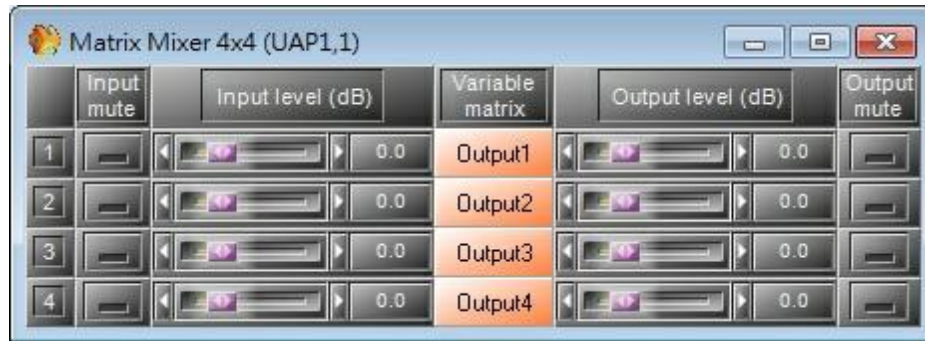 Matrix Mixer 4x4 (UAP1,1)
Input mute Input level (dB) Variable matrix Output level (dB) Output mute
1 0.0 Output1 0.0
2 0.0 Output2 0.0
3 0.0 Output3 0.0
4 0.0 Output4 0.0